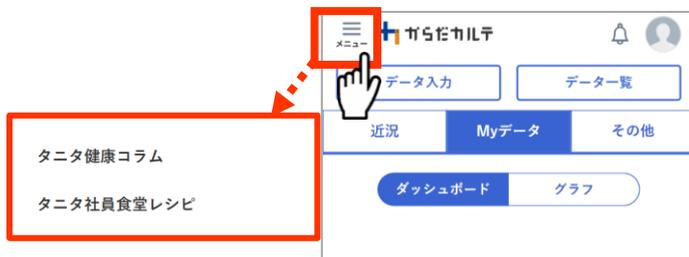 メニュー
からだカルテ
データ入力
データ一覧
近況
Myデータ
その他
ダッシュボード
グラフ
タニタ健康コラム
タニタ社員食堂レシピ